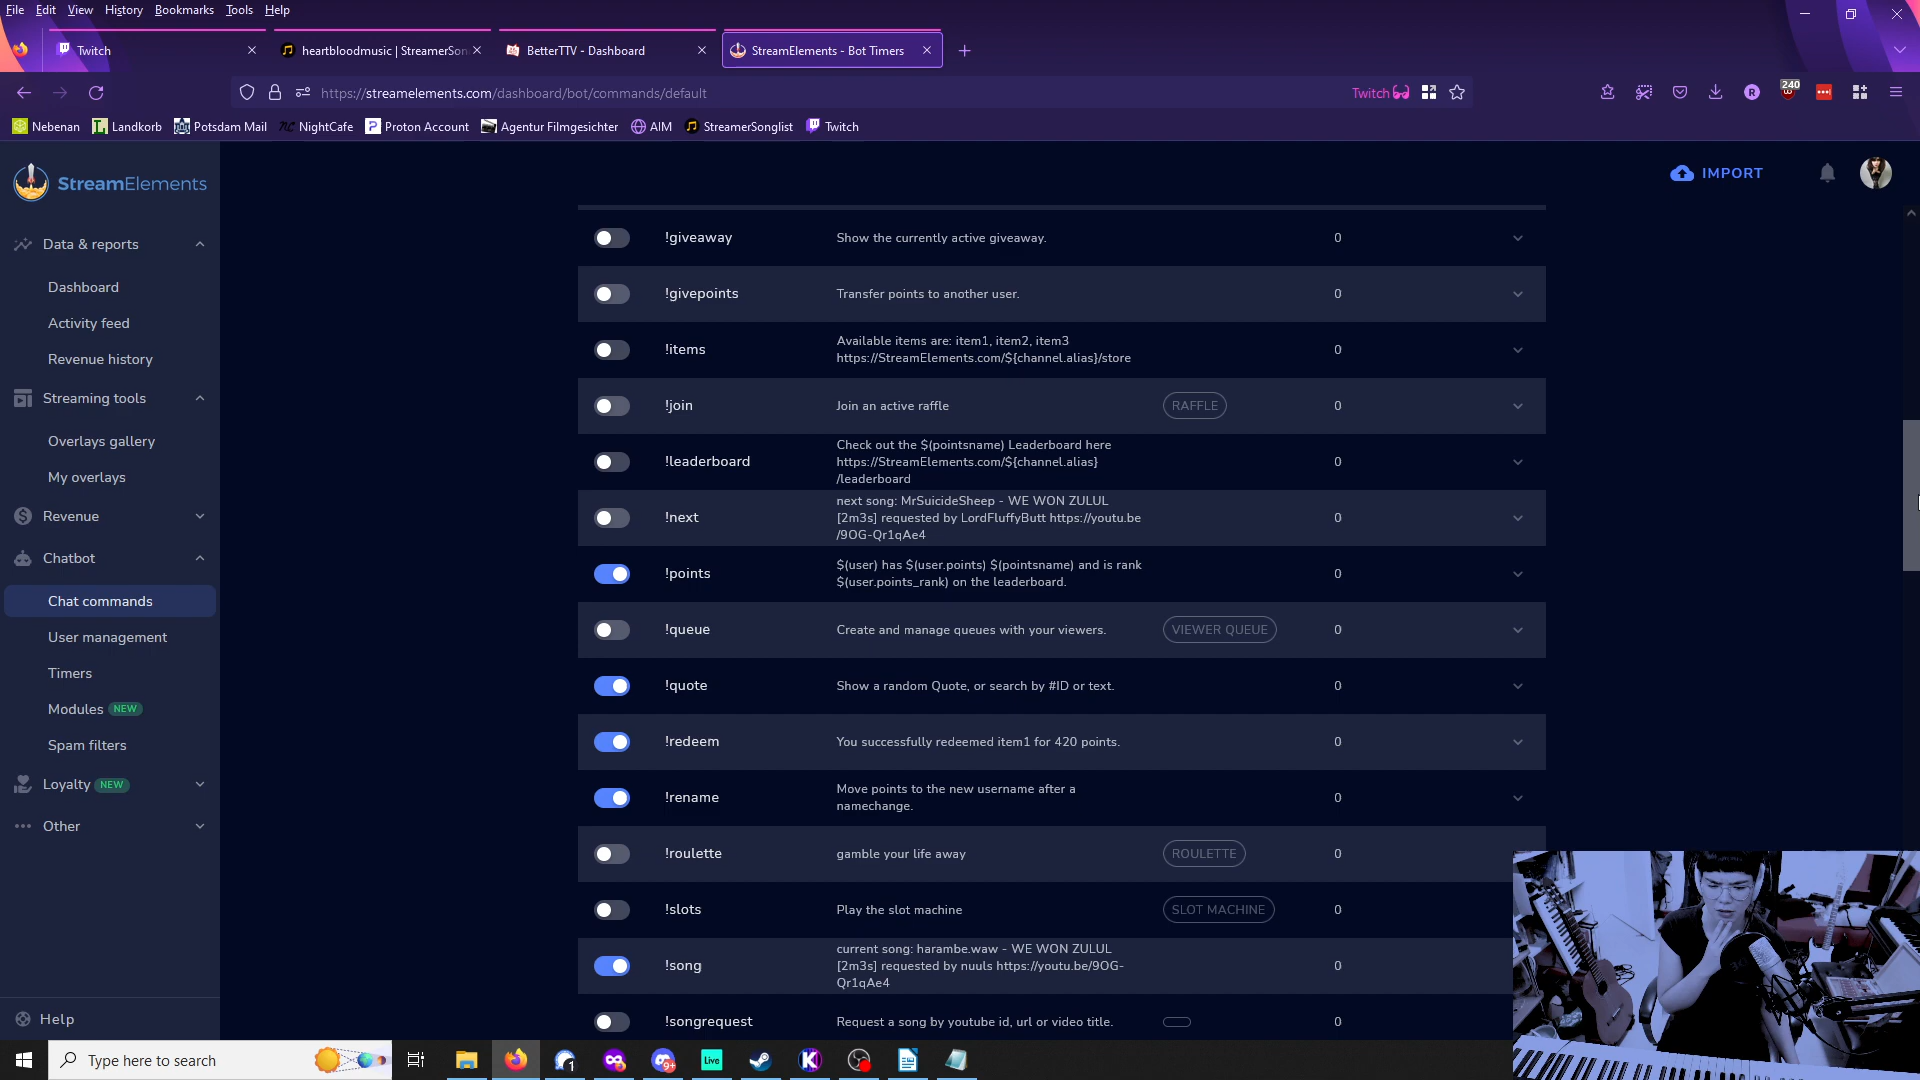 File Edit View History Bookmarks Tools Help
Twitch
heartbloodmusic | StreamerSon
BetterTTV - Dashboard
StreamElements - Bot Timers
https://streamelements.com/dashboard/bot/commands/default
Twitch
240
Nebenan Landkorb Potsdam Mail NightCafe Proton Account Agentur Filmgesichter AIM StreamerSonglist Twitch
StreamElements
IMPORT
Data & reports
Dashboard
Activity feed
Revenue history
Streaming tools
Overlays gallery
My overlays
Revenue
Chatbot
Chat commands
User management
Timers
Modules NEW
Spam filters
Loyalty NEW
Other
Help
!giveaway Show the currently active giveaway. 0
!givepoints Transfer points to another user. 0
!items Available items are: item1, item2, item3
https://StreamElements.com/${channel.alias}/store 0
!join Join an active raffle RAFFLE 0
!leaderboard Check out the $(pointsname) Leaderboard here
https://StreamElements.com/${channel.alias}
/leaderboard 0
!next next song: MrSuicideSheep - WE WON ZULUL
[2m3s] requested by LordFluffyButt https://youtu.be
/9OG-Qr1qAe4 0
!points $(user) has $(user.points) $(pointsname) and is rank
$(user.points_rank) on the leaderboard. 0
!queue Create and manage queues with your viewers. VIEWER QUEUE 0
!quote Show a random Quote, or search by #ID or text. 0
!redeem You successfully redeemed item1 for 420 points. 0
!rename Move points to the new username after a
namechange. 0
!roulette gamble your life away ROULETTE 0
!slots Play the slot machine SLOT MACHINE 0
!song current song: harambe.waw - WE WON ZULUL
[2m3s] requested by nuuls https://youtu.be/9OG-
Qr1qAe4 0
!songrequest Request a song by youtube id, url or video title. 0
Type here to search
1
9+
Live